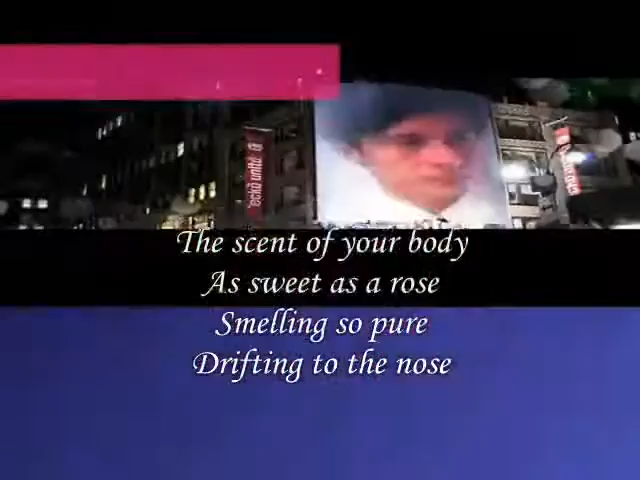 The scent of your body
As sweet as a rose
Smelling so pure
Drifting to the nose